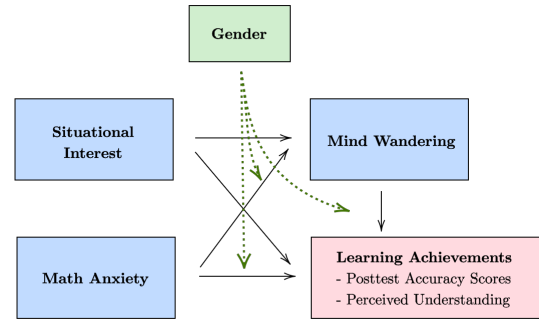 Gender
Situational
Interest
Mind Wandering
Math Anxiety
Learning Achievements
- Posttest Accuracy Scores
- Perceived Understanding